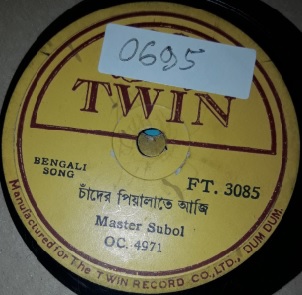 0695
TWIN
BENGALI
SONG
FT. 3085
চাঁদের পিয়ালাতে আজি
Master Subol
OC. 4971
Manufactured for The TWIN RECORD CO., LTD., DUM DUM.